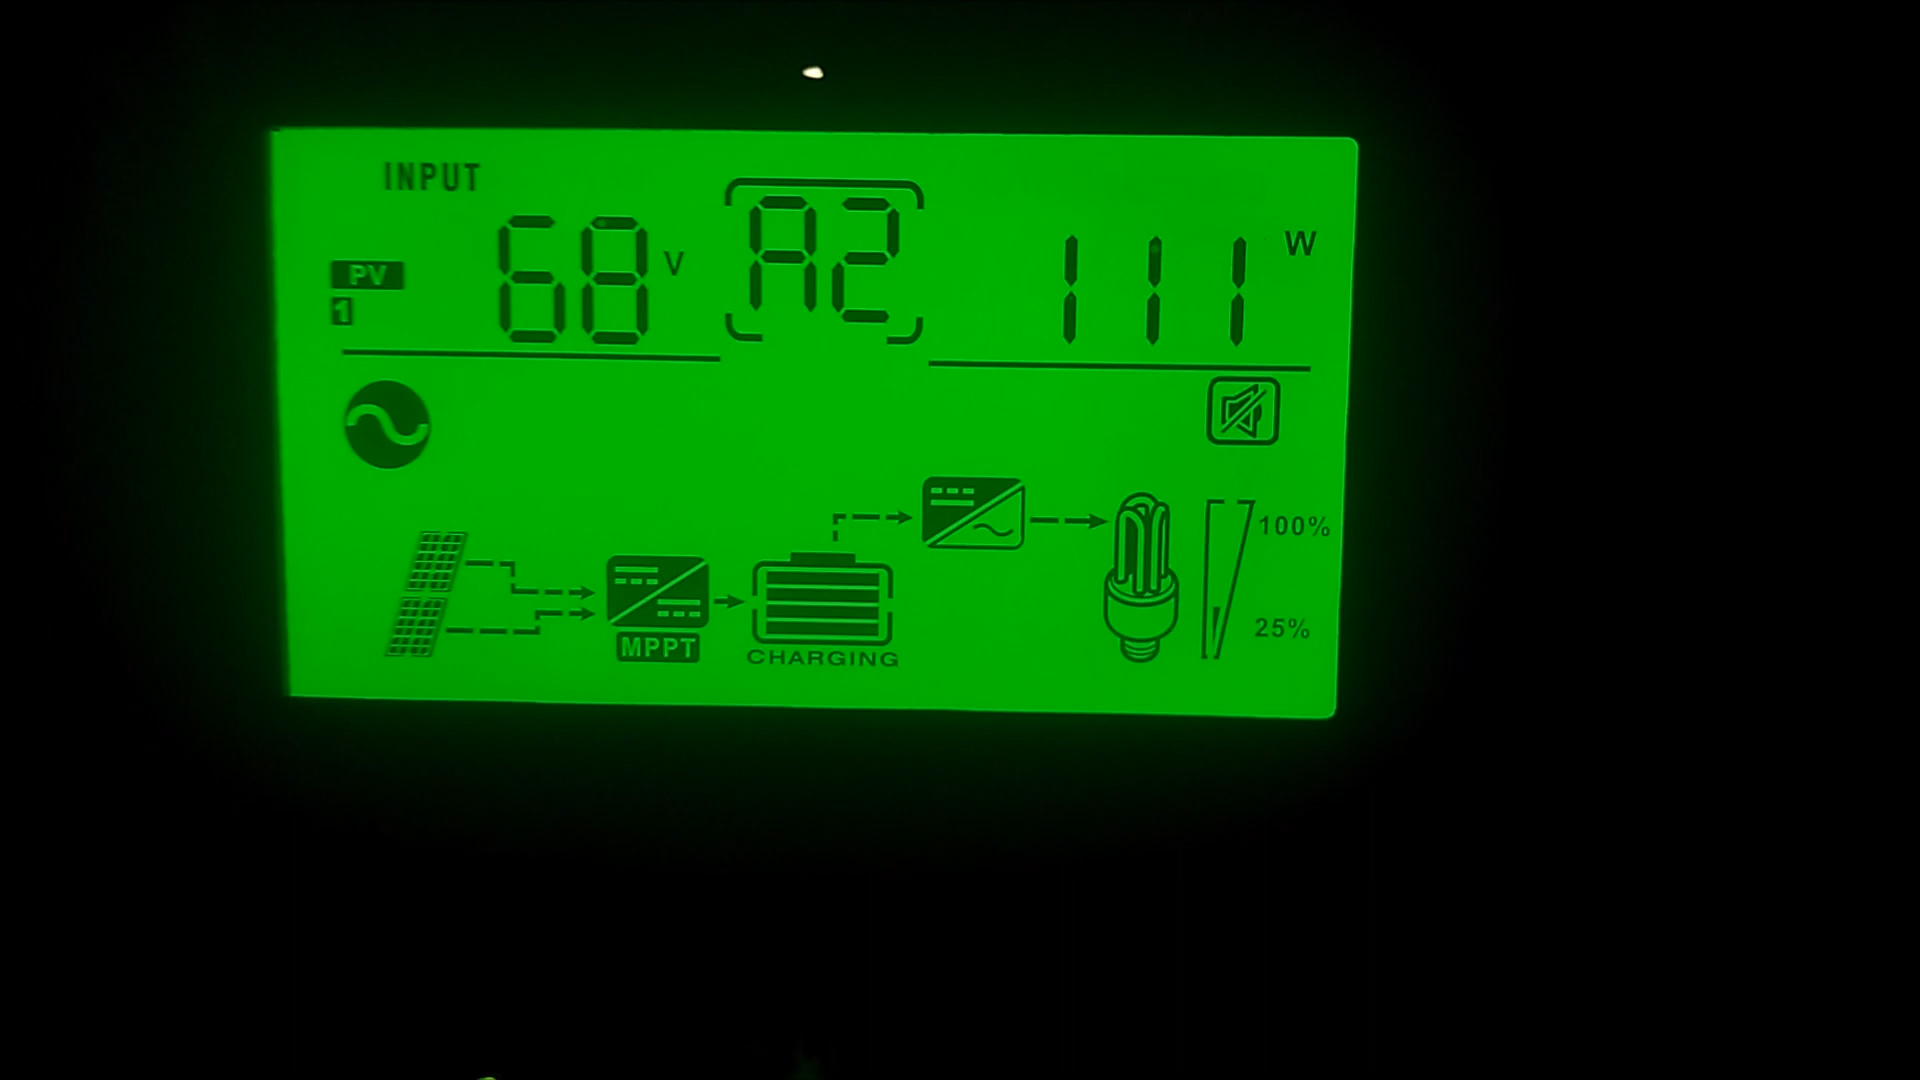 INPUT
PV 68 V A2 111 W
1
100%
25%
MPPT
CHARGING